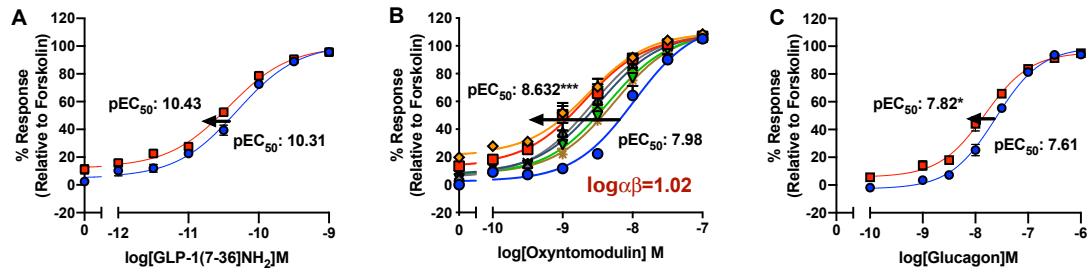 A
% Response
(Relative to Forskolin)
120
100
80
60
40
20
0
-20
pEC50: 10.43
pEC50: 10.31
0
-12
-11
-10
-9
log[GLP-1(7-36]NH2]M
B
% Response
(Relative to Forskolin)
120
100
80
60
40
20
0
-20
pEC50: 8.632***
pEC50: 7.98
logαβ=1.02
0
-10
-9
-8
-7
log[Oxyntomodulin] M
C
% Response
(Relative to Forskolin)
120
100
80
60
40
20
0
-20
pEC50: 7.82*
pEC50: 7.61
0
-10
-9
-8
-7
-6
log[Glucagon]M